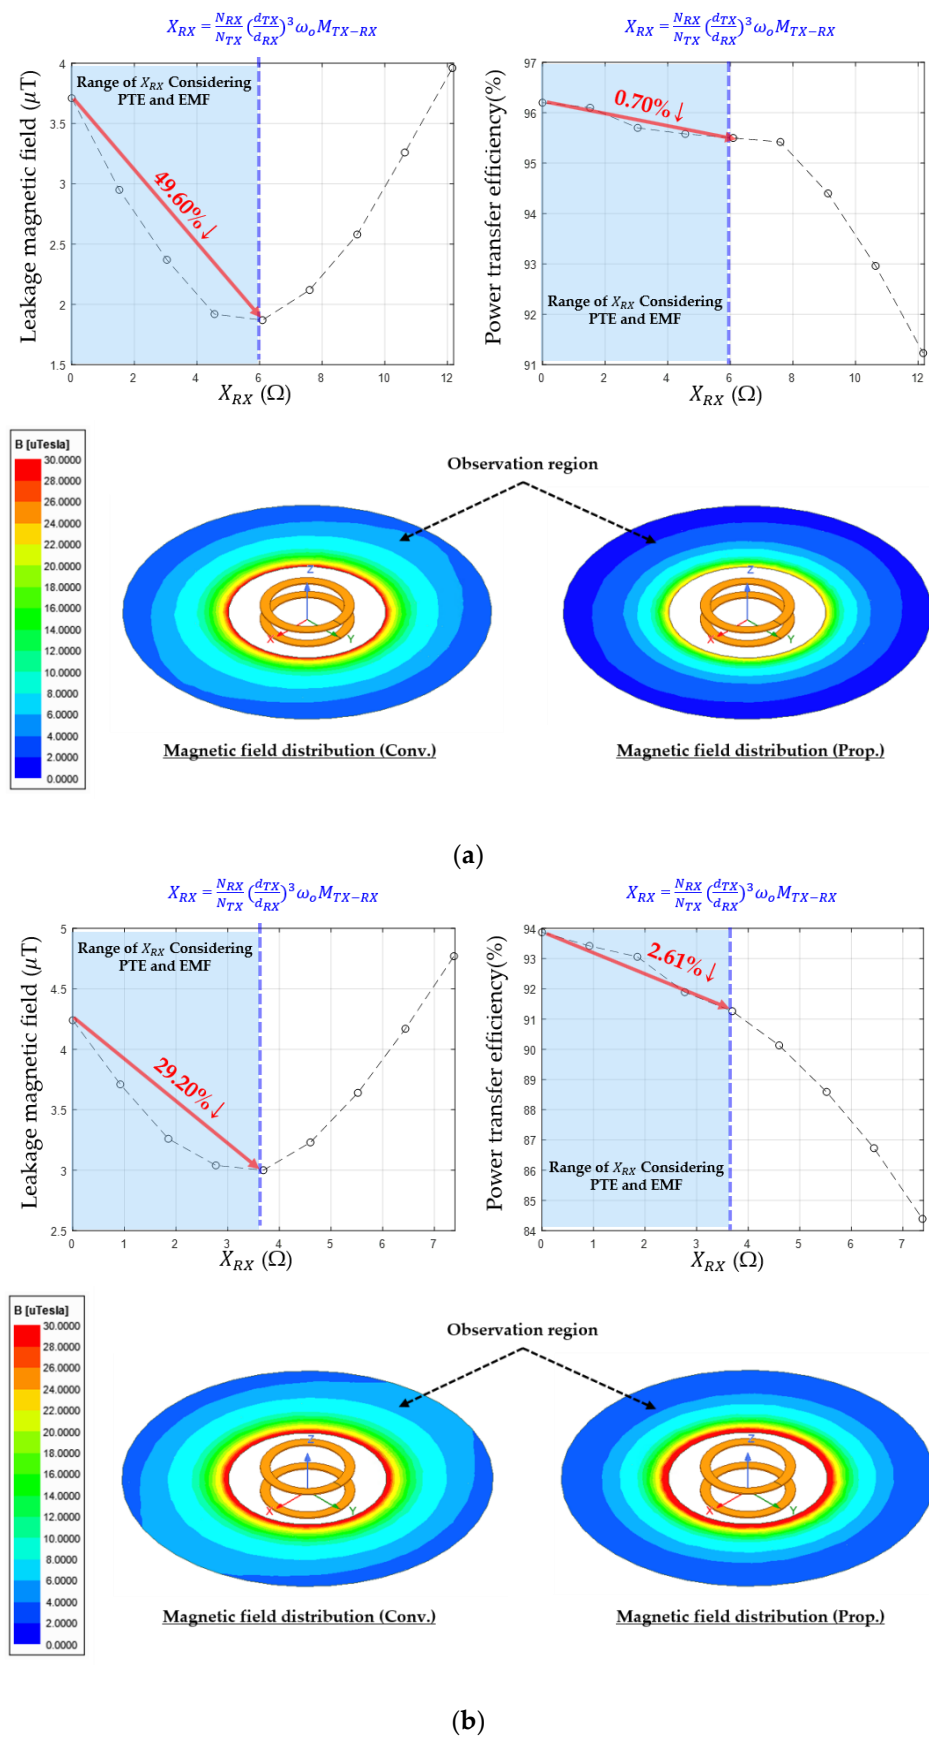 X_RX = N_RX/N_TX (d_TX/d_RX)^3 ω_o M_TX−RX
X_RX = N_RX/N_TX (d_TX/d_RX)^3 ω_o M_TX−RX
Leakage magnetic field (μT)
4
3.5
3
2.5
2
1.5
Range of X_RX Considering
PTE and EMF
49.60%↓
0
2
4
6
8
10
12
X_RX (Ω)
Power transfer efficiency(%)
97
96
95
94
93
92
91
0.70%↓
Range of X_RX Considering
PTE and EMF
0
2
4
6
8
10
12
X_RX (Ω)
B [uTesla]
30.0000
28.0000
26.0000
24.0000
22.0000
20.0000
18.0000
16.0000
14.0000
12.0000
10.0000
8.0000
6.0000
4.0000
2.0000
0.0000
Observation region
Z
X
Y
Z
X
Y
Magnetic field distribution (Conv.)
Magnetic field distribution (Prop.)
(a)
X_RX = N_RX/N_TX (d_TX/d_RX)^3 ω_o M_TX−RX
X_RX = N_RX/N_TX (d_TX/d_RX)^3 ω_o M_TX−RX
Leakage magnetic field (μT)
5
4.5
4
3.5
3
2.5
Range of X_RX Considering
PTE and EMF
29.20%↓
0
1
2
3
4
5
6
7
X_RX (Ω)
Power transfer efficiency(%)
94
93
92
91
90
89
88
87
86
85
84
2.61%↓
Range of X_RX Considering
PTE and EMF
0
1
2
3
4
5
6
7
X_RX (Ω)
B [uTesla]
30.0000
28.0000
26.0000
24.0000
22.0000
20.0000
18.0000
16.0000
14.0000
12.0000
10.0000
8.0000
6.0000
4.0000
2.0000
0.0000
Observation region
Z
X
Y
Z
X
Y
Magnetic field distribution (Conv.)
Magnetic field distribution (Prop.)
(b)